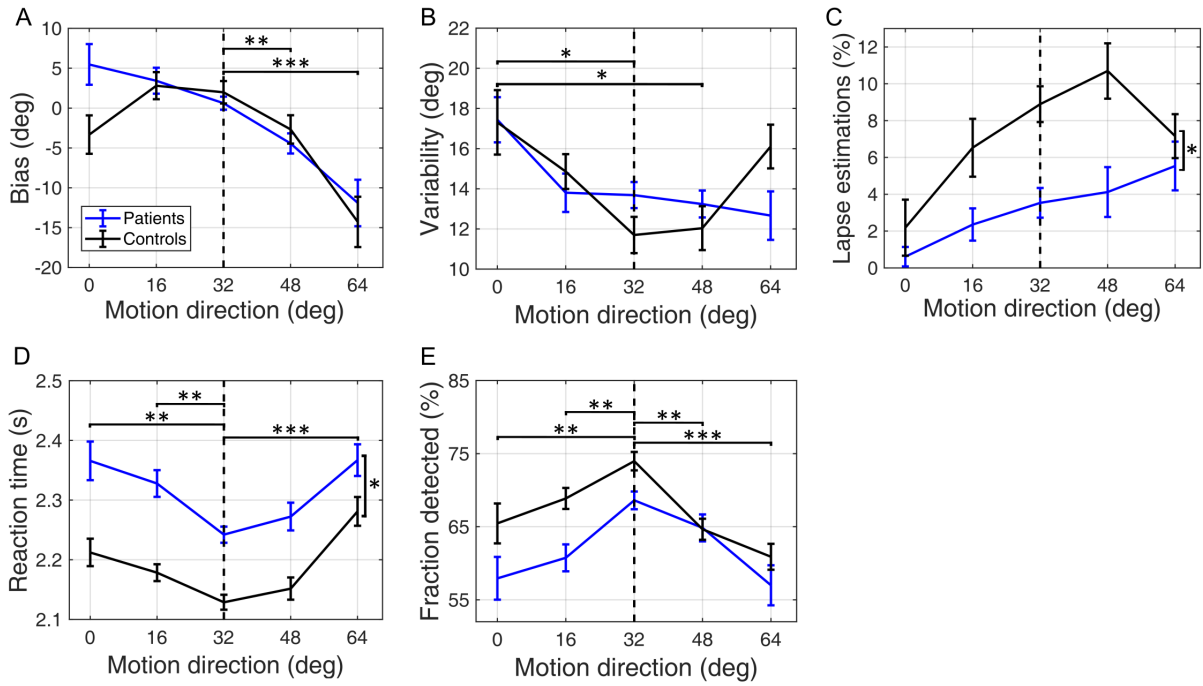 A
10
5
0
-5
-10
-15
-20
Bias (deg)
**
***
Patients
Controls
0 16 32 48 64
Motion direction (deg)
B
22
20
18
16
14
12
10
Variability (deg)
*
*
0 16 32 48 64
Motion direction (deg)
C
12
10
8
6
4
2
0
Lapse estimations (%)
*
0 16 32 48 64
Motion direction (deg)
D
2.5
2.4
2.3
2.2
2.1
Reaction time (s)
**
**
***
*
0 16 32 48 64
Motion direction (deg)
E
85
75
65
55
Fraction detected (%)
**
**
**
***
0 16 32 48 64
Motion direction (deg)